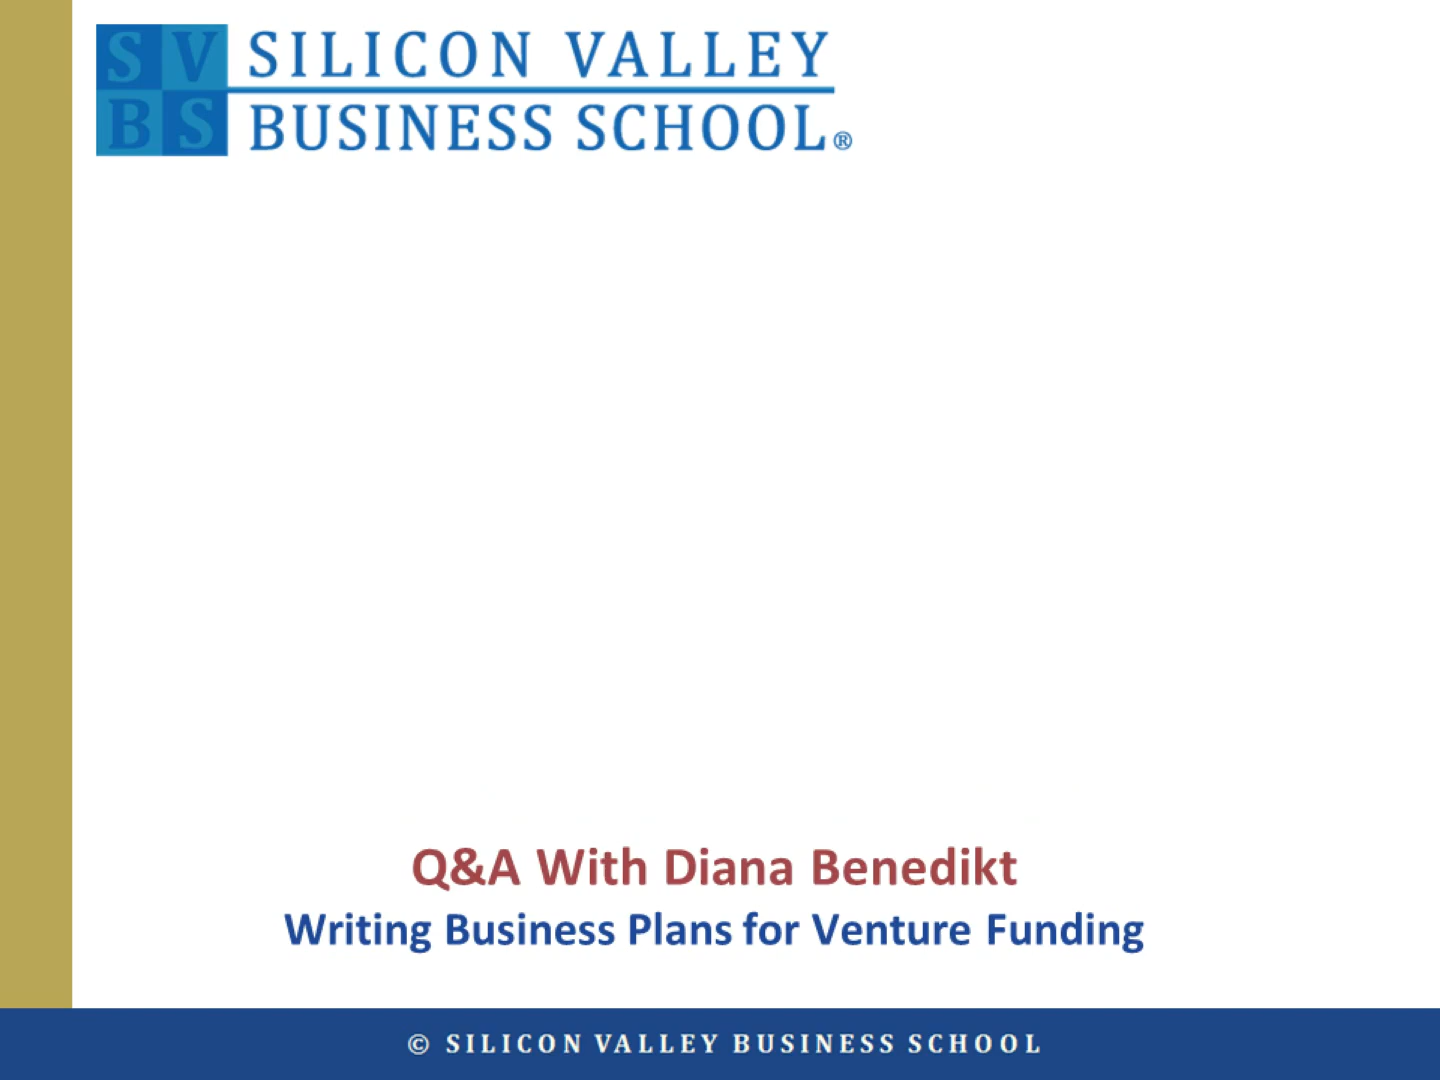 SV
BS
SILICON VALLEY
BUSINESS SCHOOL®
Q&A With Diana Benedikt
Writing Business Plans for Venture Funding
© SILICON VALLEY BUSINESS SCHOOL